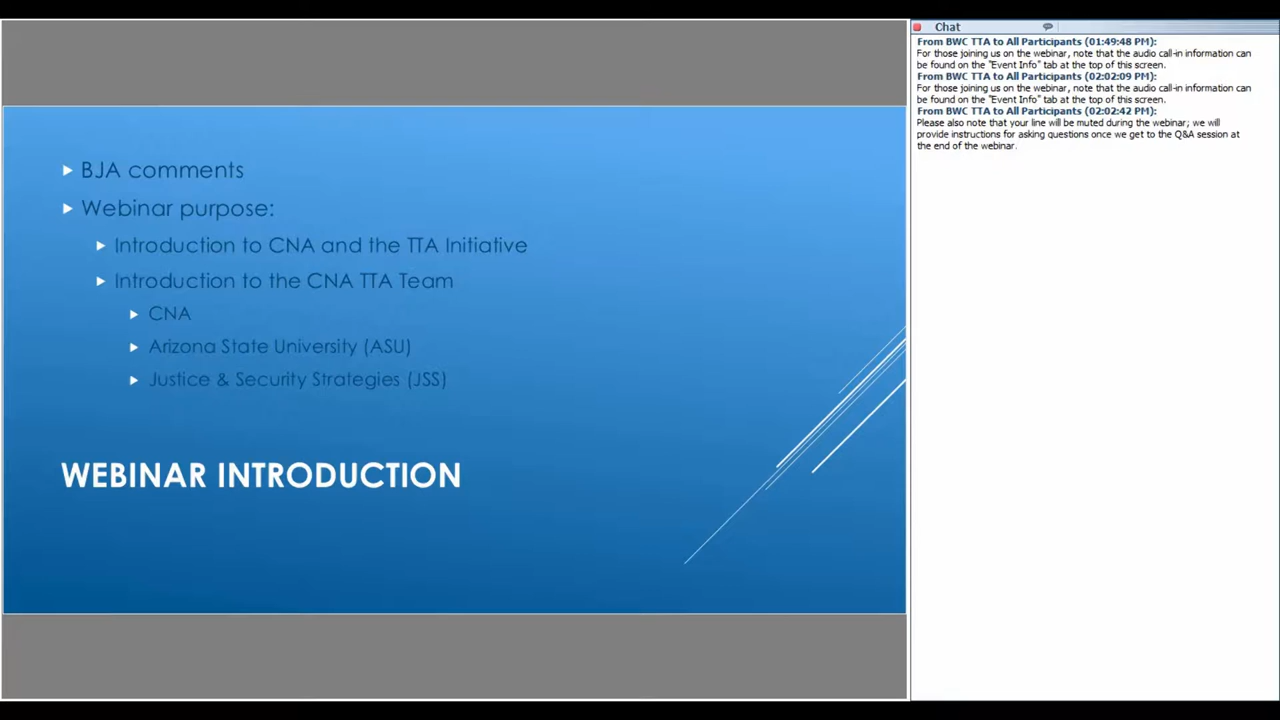 BJA comments
Webinar purpose:
Introduction to CNA and the TTA Initiative
Introduction to the CNA TTA Team
CNA
Arizona State University (ASU)
Justice & Security Strategies (JSS)
WEBINAR INTRODUCTION
Chat
From BWC TTA to All Participants (01:49:48 PM):
For those joining us on the webinar, note that the audio call-in information can
be found on the "Event Info" tab at the top of this screen.
From BWC TTA to All Participants (02:02:09 PM):
For those joining us on the webinar, note that the audio call-in information can
be found on the "Event Info" tab at the top of this screen.
From BWC TTA to All Participants (02:02:42 PM):
Please also note that your line will be muted during the webinar; we will
provide instructions for asking questions once we get to the Q&A session at
the end of the webinar.